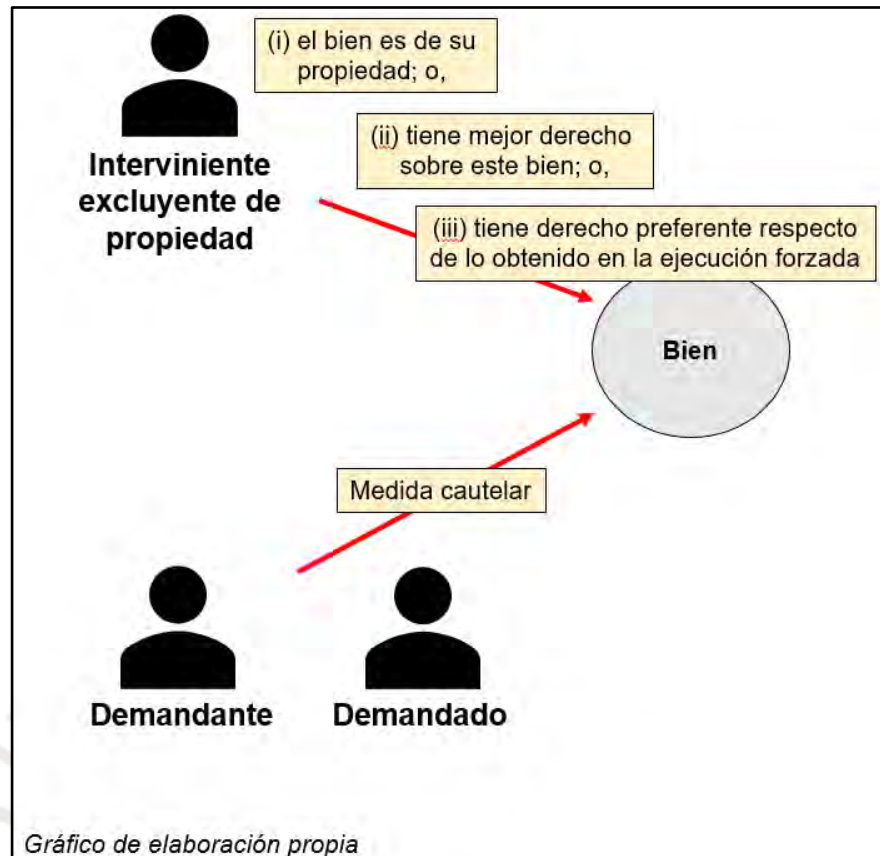 (i) el bien es de su
propiedad; o,
(ii) tiene mejor derecho
sobre este bien; o,
Interviniente
excluyente de
propiedad
(iii) tiene derecho preferente respecto
de lo obtenido en la ejecución forzada
Bien
Medida cautelar
Demandante
Demandado
Gráfico de elaboración propia